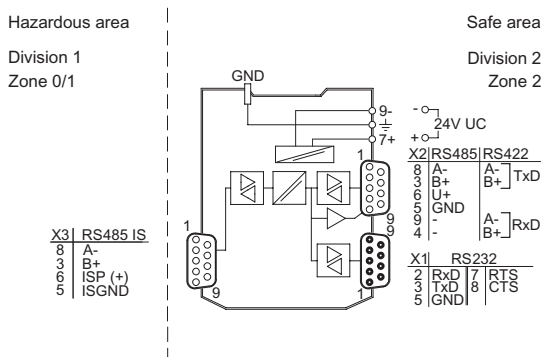 Hazardous area
Safe area
Division 1
Zone 0/1
Division 2
Zone 2
GND
9-
7+
- 
24V UC
+
1
X2 RS485 RS422
8 A- A- TxD
3 B+ B+
6 U+
5 GND
9 - A- RxD
4 - B+
9
9
1
X1 RS232
2 RxD 7 RTS
3 TxD 8 CTS
5 GND
1
9
X3 RS485 IS
8 A-
3 B+
6 ISP (+)
5 ISGND